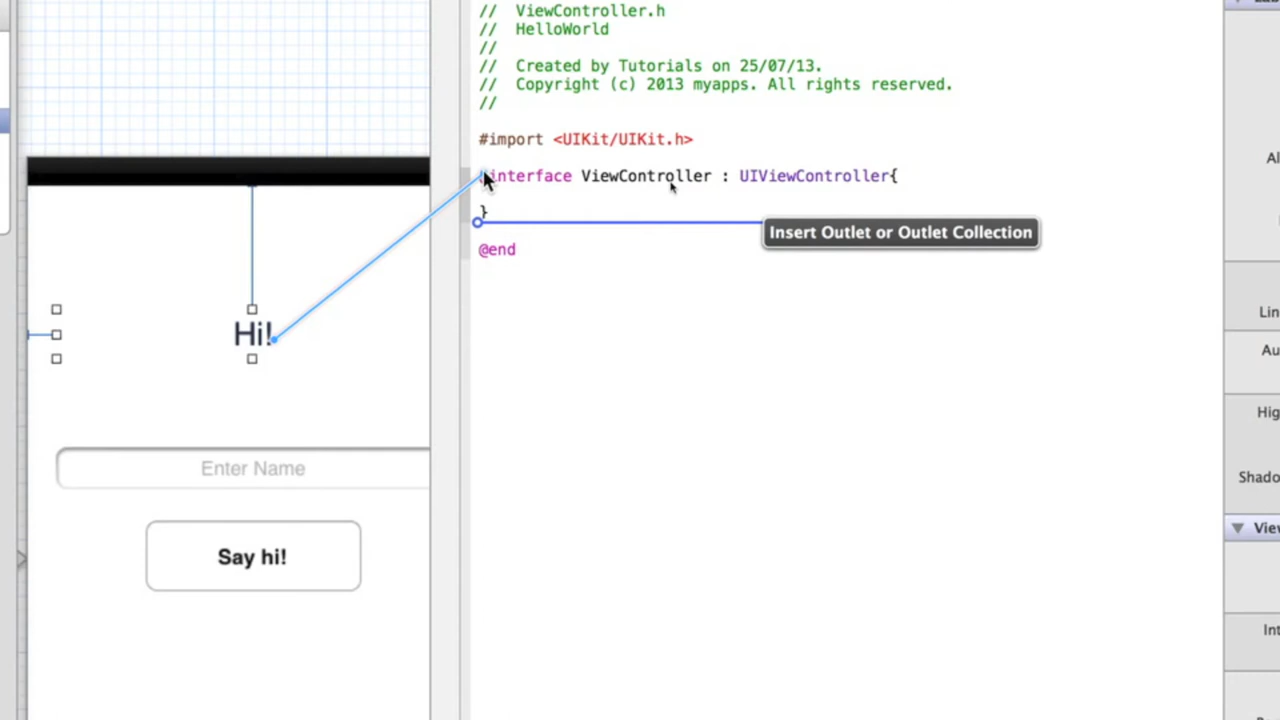 // ViewController.h
// HelloWorld
//
// Created by Tutorials on 25/07/13.
// Copyright (c) 2013 myapps. All rights reserved.
//
#import <UIKit/UIKit.h>
interface ViewController : UIViewController{
}
Insert Outlet or Outlet Collection
@end
Hi!
Enter Name
Say hi!